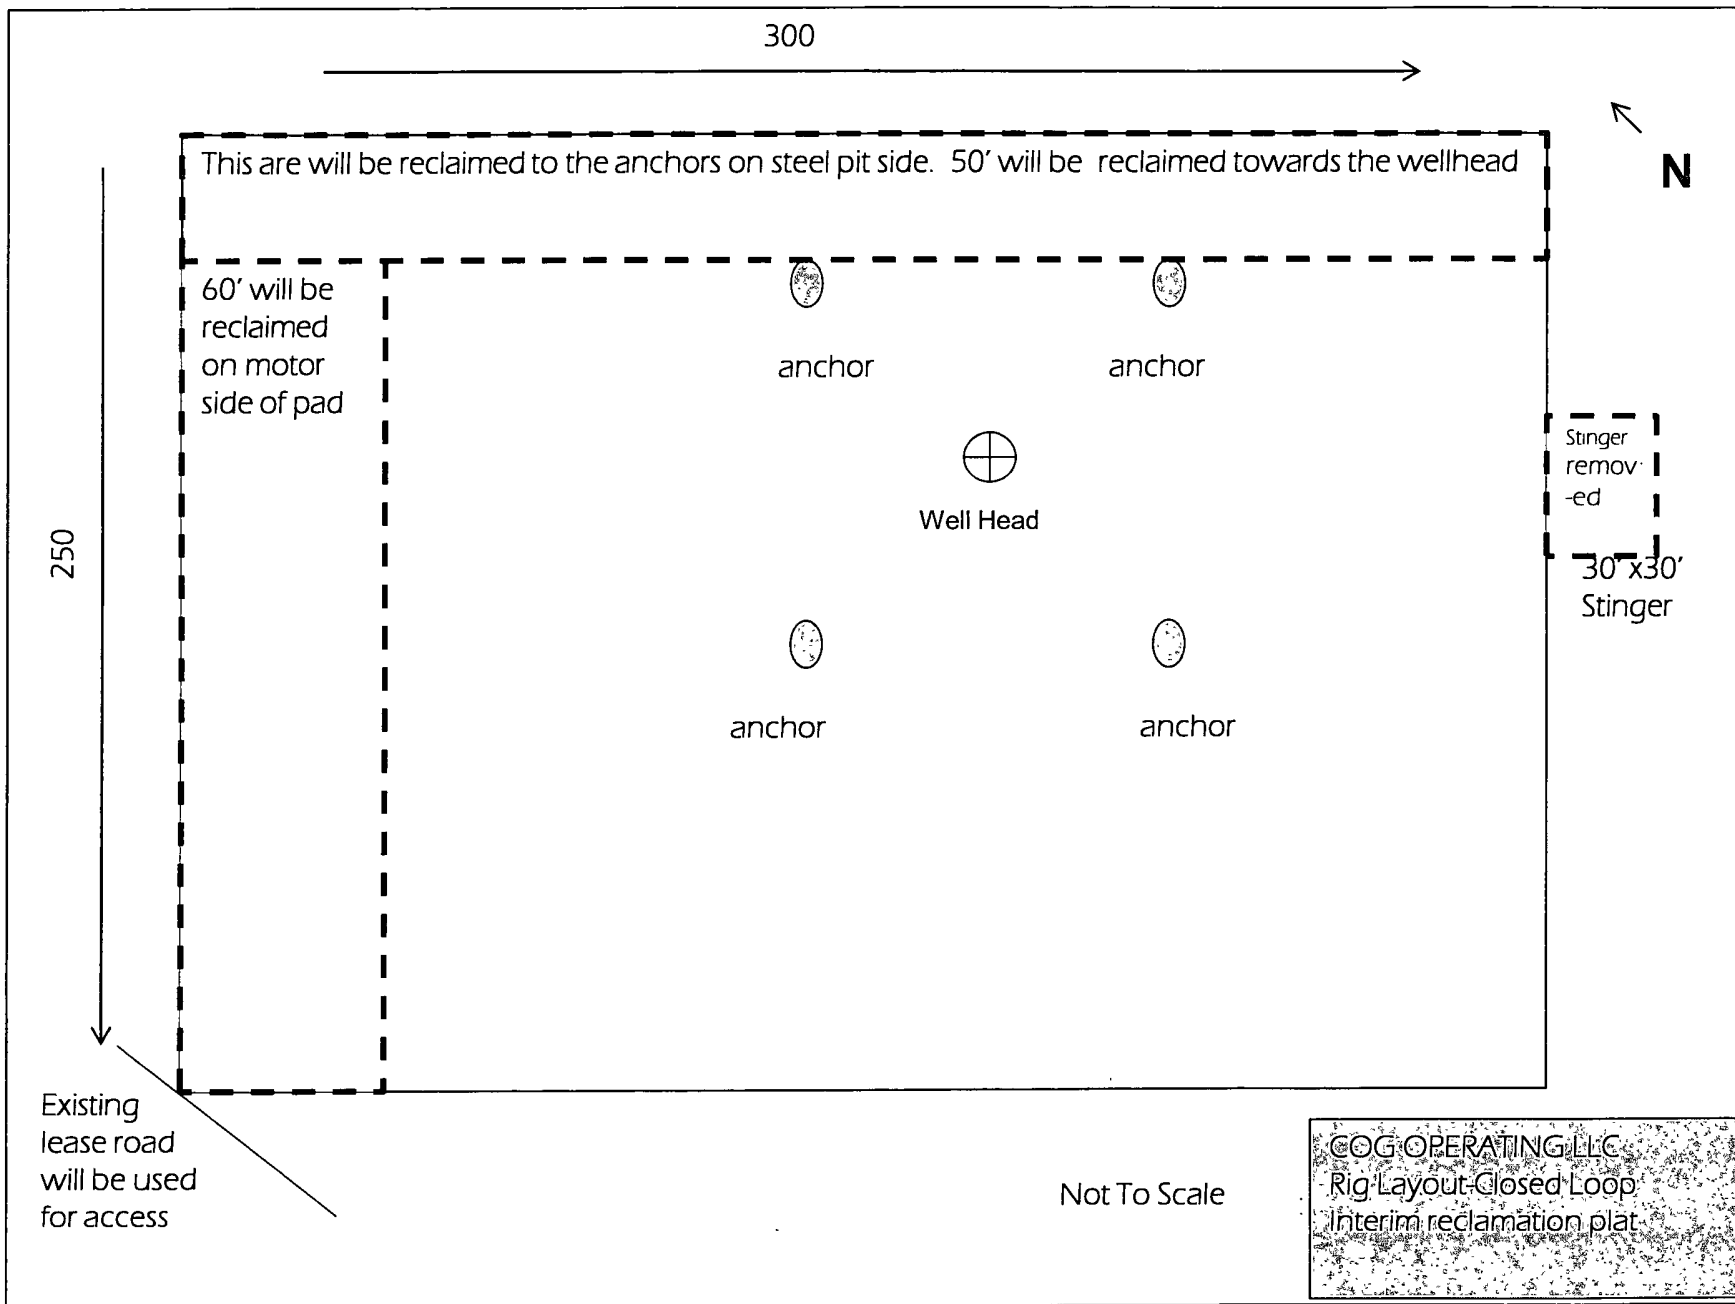 300
N
This are will be reclaimed to the anchors on steel pit side. 50' will be reclaimed towards the wellhead
60' will be
reclaimed
on motor
side of pad
anchor
anchor
Stinger
remov
-ed
Well Head
30' x30'
Stinger
250
anchor
anchor
Existing
lease road
will be used
for access
Not To Scale
COG OPERATING LLC
Rig Layout-Closed Loop
Interim reclamation plat